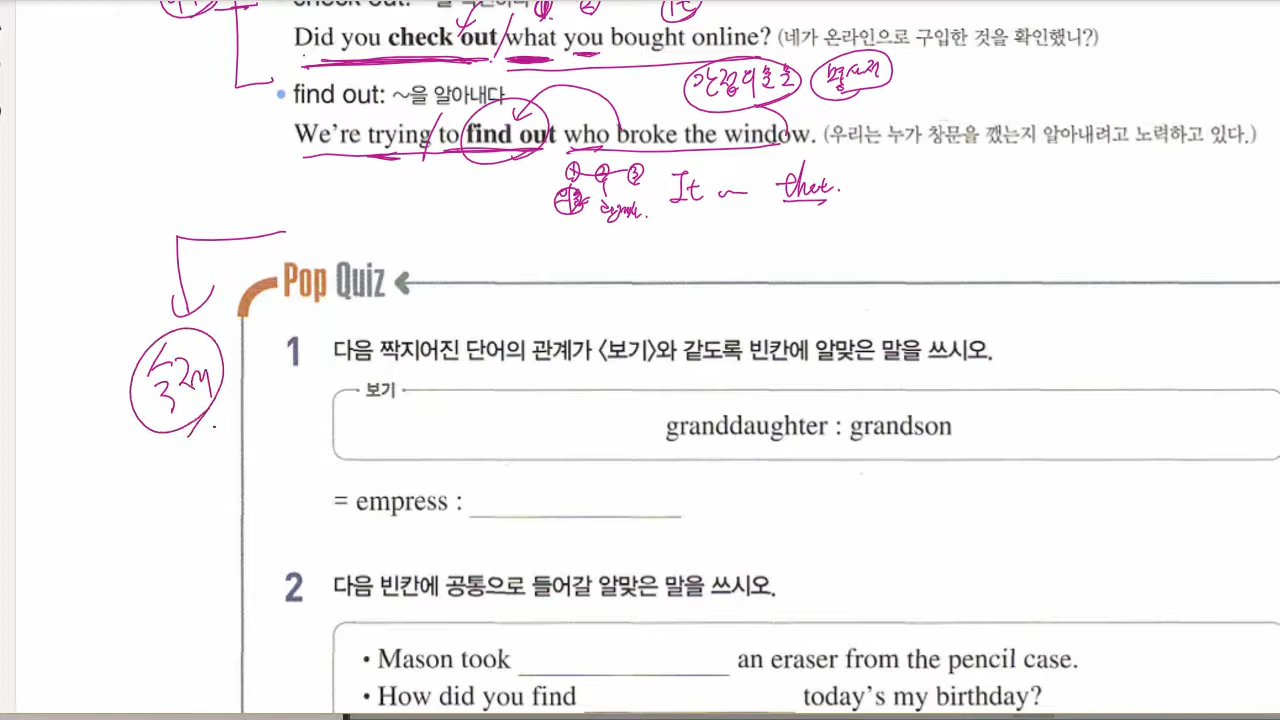 Did you check out what you bought online? (네가 온라인으로 구입한 것을 확인했니?)
간접의문문 명사절
• find out: ~을 알아내다
We're trying to find out who broke the window. (우리는 누가 창문을 깼는지 알아내려고 노력하고 있다.)
① ② ③
It ~ that.
Pop Quiz
숙제
1 다음 짝지어진 단어의 관계가 〈보기〉와 같도록 빈칸에 알맞은 말을 쓰시오.
보기
granddaughter : grandson
= empress : ____________
2 다음 빈칸에 공통으로 들어갈 알맞은 말을 쓰시오.
• Mason took ____________ an eraser from the pencil case.
• How did you find ____________ today's my birthday?